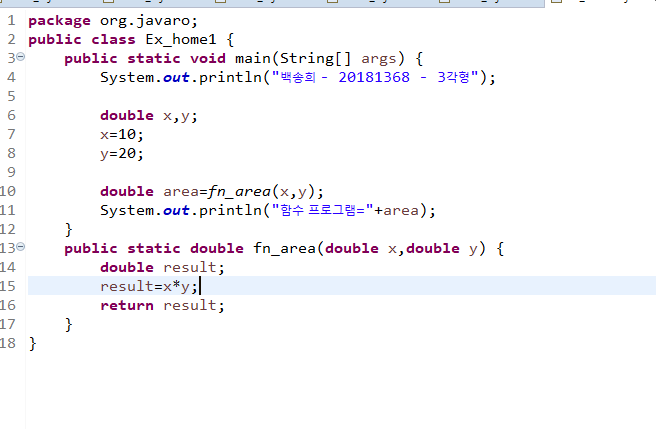 1 package org.javaro;
2 public class Ex_home1 {
3 public static void main(String[] args) {
4 System.out.println("백송희 - 20181368 - 3각형");
5
6 double x,y;
7 x=10;
8 y=20;
9
10 double area=fn_area(x,y);
11 System.out.println("함수 프로그램="+area);
12 }
13 public static double fn_area(double x,double y) {
14 double result;
15 result=x*y;
16 return result;
17 }
18 }